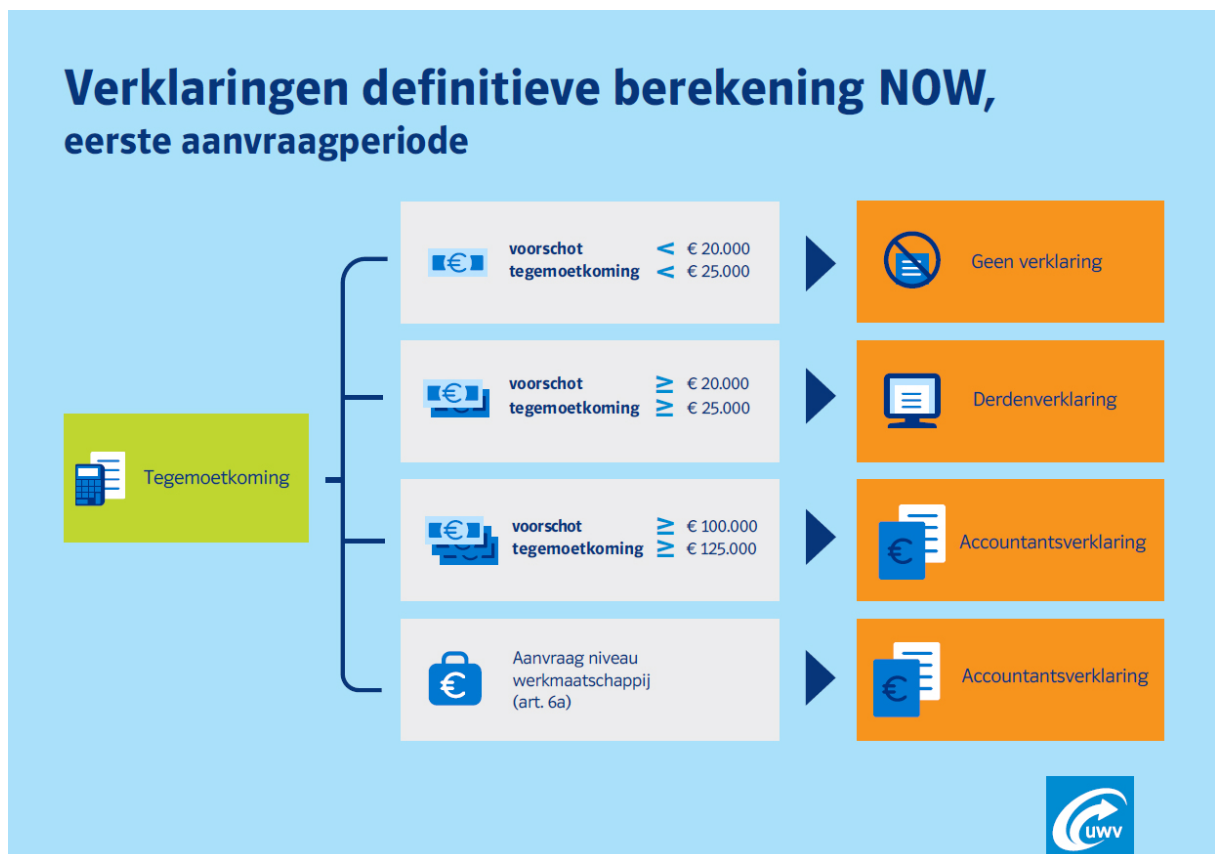 Verklaringen definitieve berekening NOW,
eerste aanvraagperiode
Tegemoetkoming
voorschot < € 20.000
tegemoetkoming < € 25.000
Geen verklaring
voorschot ≥ € 20.000
tegemoetkoming ≥ € 25.000
Derdenverklaring
voorschot ≥ € 100.000
tegemoetkoming ≥ € 125.000
Accountantsverklaring
Aanvraag niveau
werkmaatschappij
(art. 6a)
Accountantsverklaring
UWV